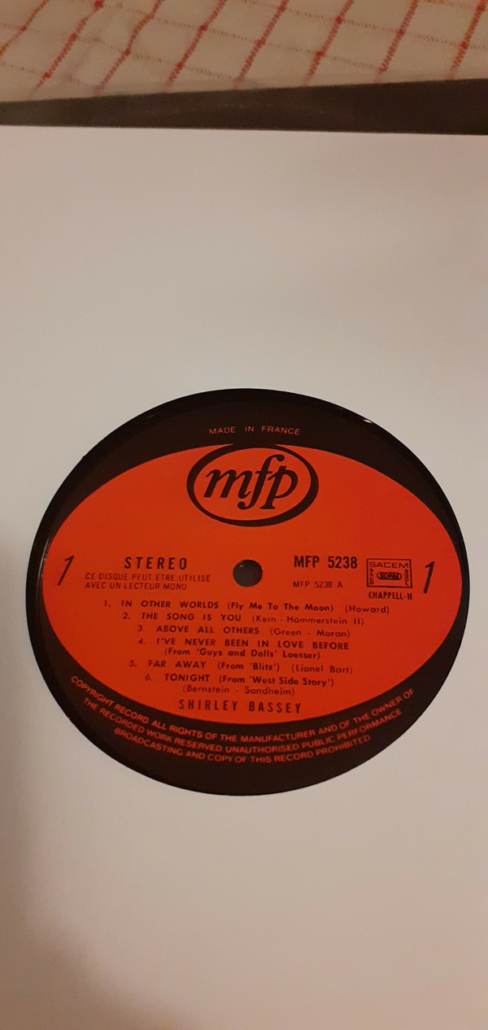 MADE IN FRANCE
mfp
1
STEREO
CE DISQUE PEUT ETRE UTILISE
AVEC UN LECTEUR MONO
MFP 5238
MFP 5238 A
SACEM
CHAPPELL-H
1
1. IN OTHER WORLDS (Fly Me To The Moon) (Howard)
2. THE SONG IS YOU (Kern - Hammerstein II)
3. ABOVE ALL OTHERS (Green - Moran)
4. I'VE NEVER BEEN IN LOVE BEFORE
(From 'Guys and Dolls' Loesser)
5. FAR AWAY (From 'Blitz') (Lionel Bart)
6. TONIGHT (From 'West Side Story')
(Bernstein - Sondheim)
SHIRLEY BASSEY
COPYRIGHT RECORD ALL RIGHTS OF THE MANUFACTURER AND OF THE OWNER OF
THE RECORDED WORK RESERVED UNAUTHORISED PUBLIC PERFORMANCE
BROADCASTING AND COPY OF THIS RECORD PROHIBITED